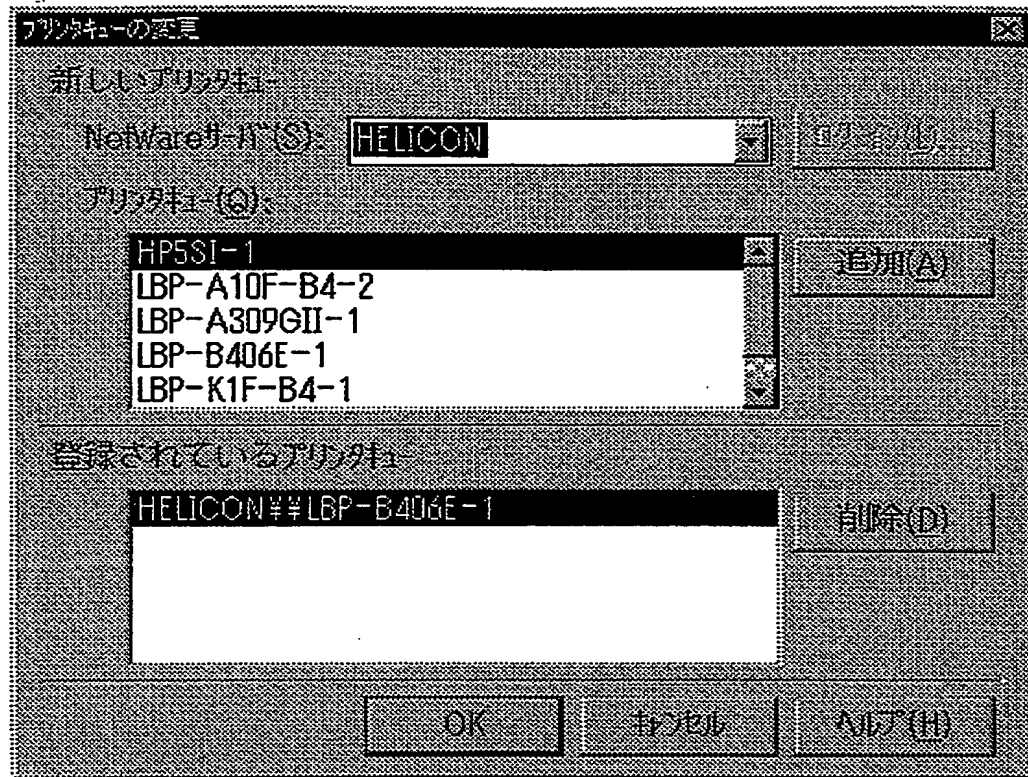 プリンタキューの変更
新しいプリンタキュー
NetWareサーバ(S): HELICON ログイン(L)...
プリンタキュー(Q):
HP5SI-1
追加(A)
LBP-A10F-B4-2
LBP-A309GII-1
LBP-B406E-1
LBP-K1F-B4-1
登録されているプリンタキュー
HELICON¥¥LBP-B406E-1
削除(D)
OK キャンセル ヘルプ(H)